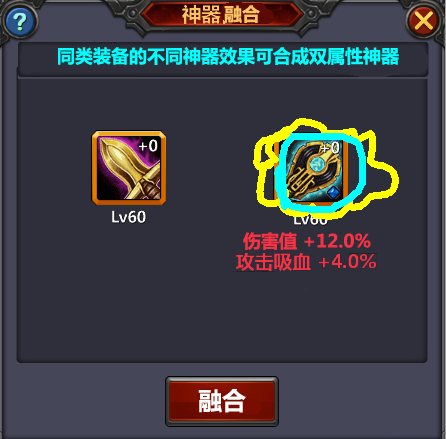 神器融合
?
同类装备的不同神器效果可合成双属性神器
+0
+0
Lv60
Lv60
伤害值 +12.0%
攻击吸血 +4.0%
融合